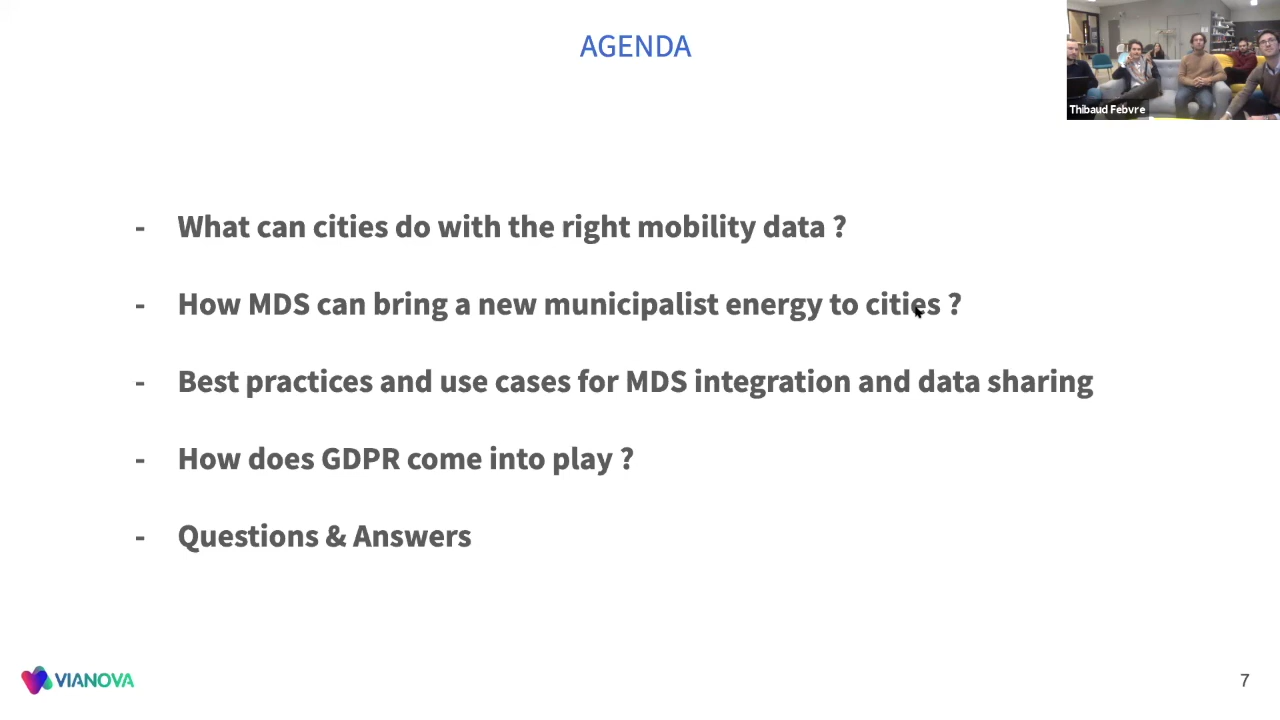 AGENDA
Thibaud Febvre
- What can cities do with the right mobility data ?
- How MDS can bring a new municipalist energy to cities ?
- Best practices and use cases for MDS integration and data sharing
- How does GDPR come into play ?
- Questions & Answers
VIANOVA
7